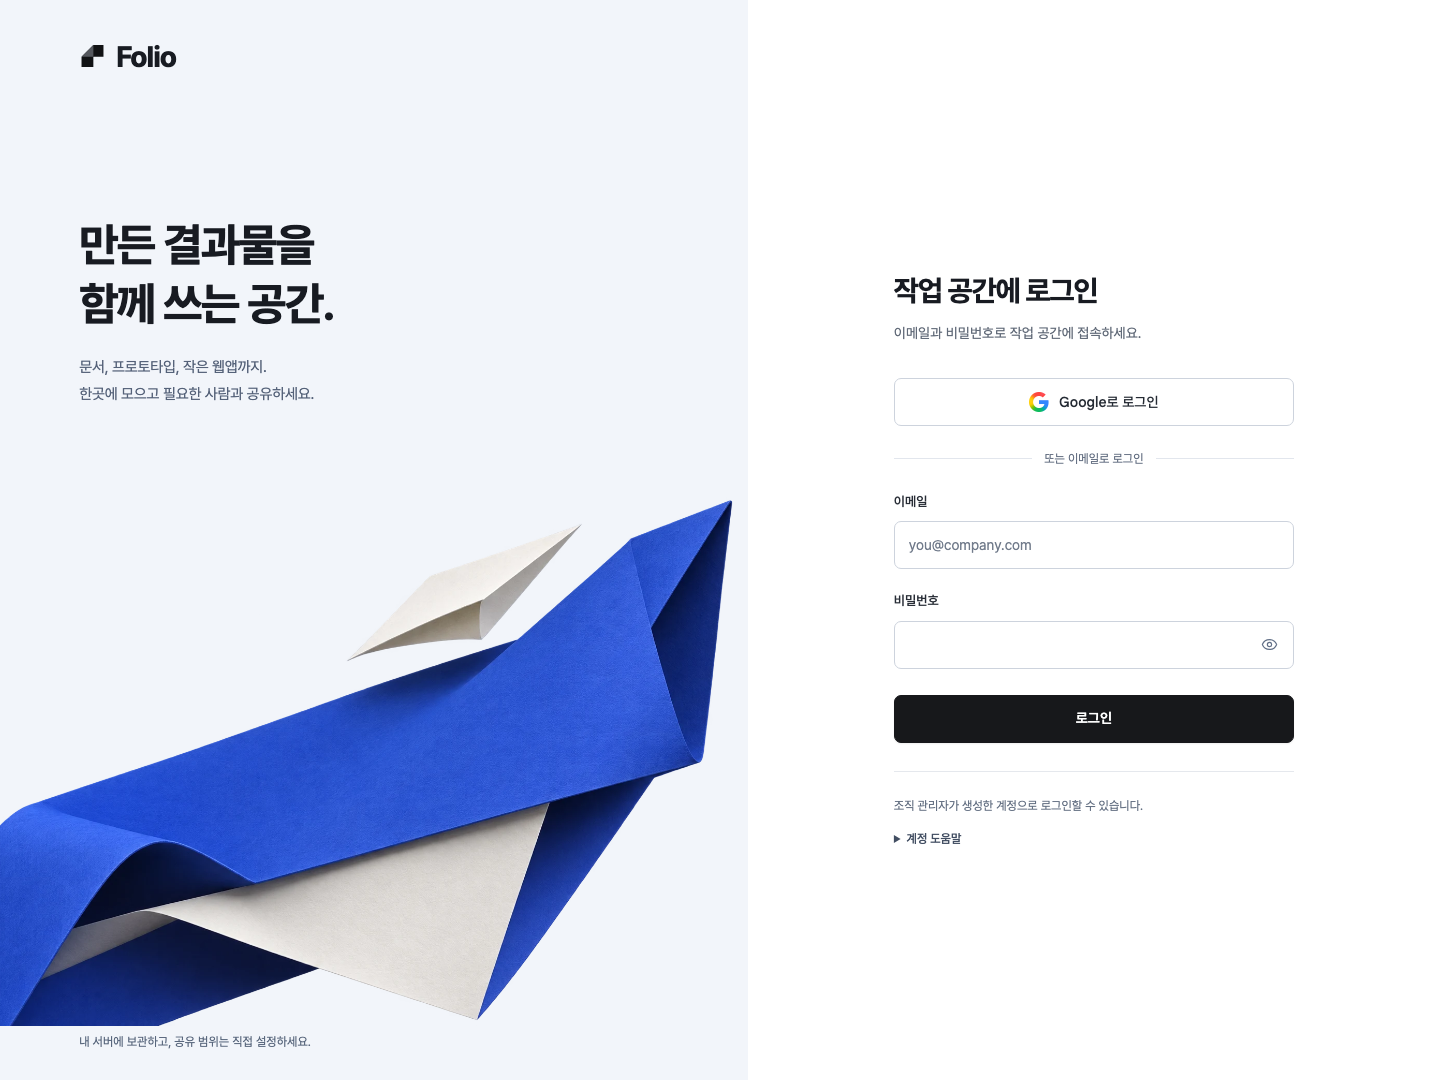 Folio
만든 결과물을
함께 쓰는 공간.
문서, 프로토타입, 작은 웹앱까지.
한곳에 모으고 필요한 사람과 공유하세요.
내 서버에 보관하고, 공유 범위는 직접 설정하세요.
작업 공간에 로그인
이메일과 비밀번호로 작업 공간에 접속하세요.
Google로 로그인
또는 이메일로 로그인
이메일
you@company.com
비밀번호
로그인
조직 관리자가 생성한 계정으로 로그인할 수 있습니다.
계정 도움말